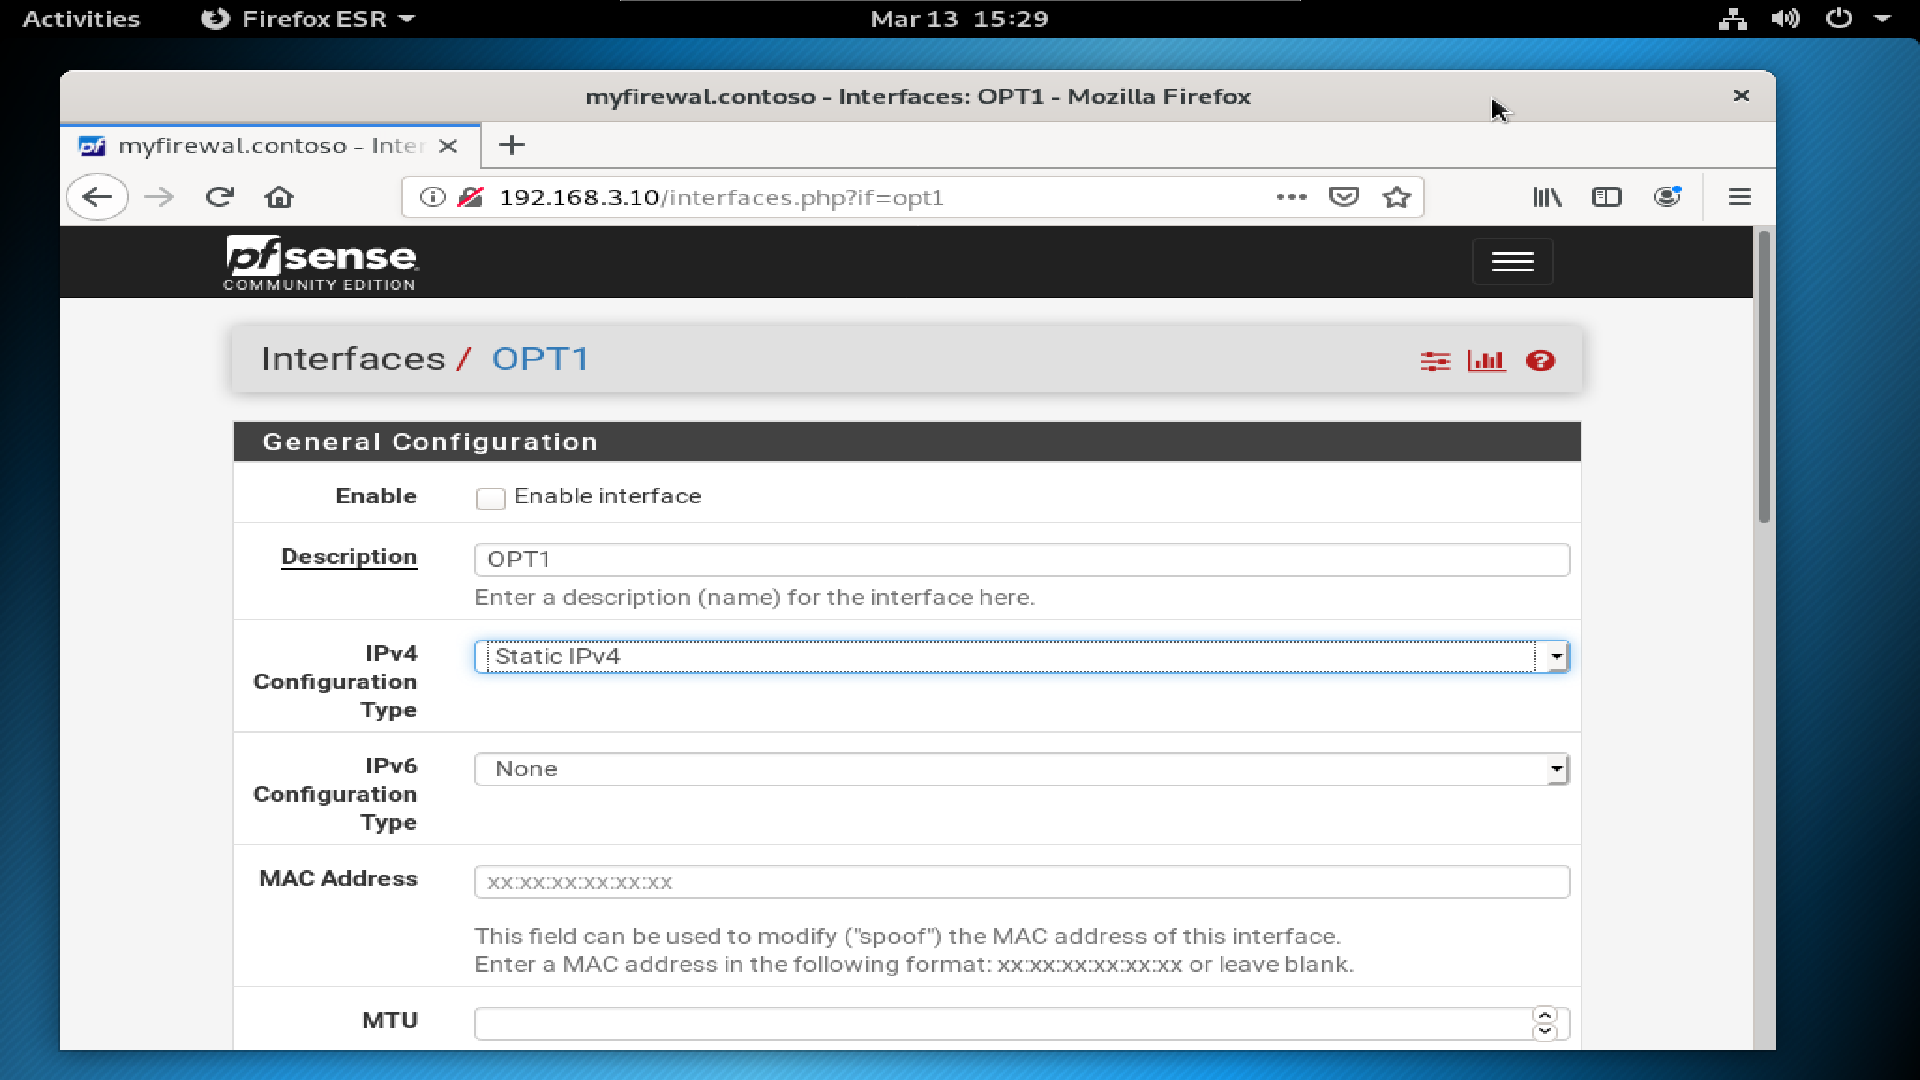 Activities
Firefox ESR
Mar 13 15:29
myfirewal.contoso - Interfaces: OPT1 - Mozilla Firefox
myfirewal.contoso - Inter
192.168.3.10/interfaces.php?if=opt1
pfsense
COMMUNITY EDITION
Interfaces / OPT1
General Configuration
Enable
Enable interface
Description
OPT1
Enter a description (name) for the interface here.
IPv4 Configuration Type
Static IPv4
IPv6 Configuration Type
None
MAC Address
xx:xx:xx:xx:xx:xx
This field can be used to modify ("spoof") the MAC address of this interface.
Enter a MAC address in the following format: xx:xx:xx:xx:xx:xx or leave blank.
MTU